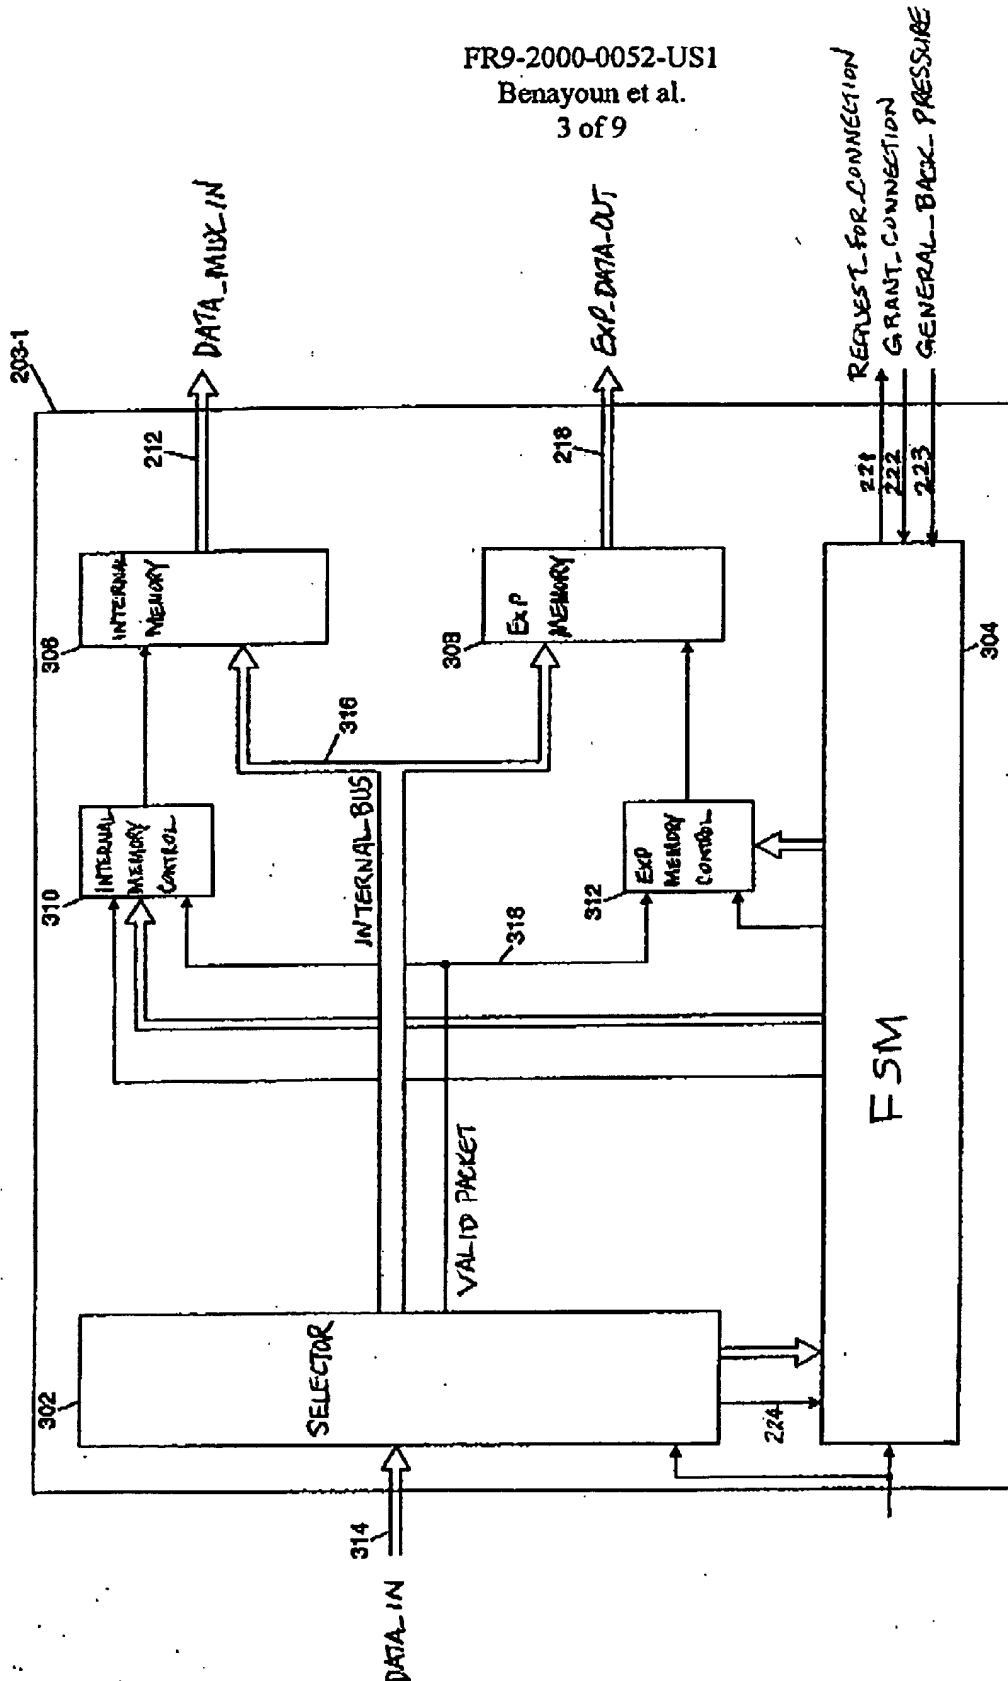 FR9-2000-0052-US1
Benayoun et al.
3 of 9
203-1
DATA_MUX_IN
212
EXP_DATA_OUT
218
REQUEST_FOR_CONNECTION
GRANT_CONNECTION
GENERAL_BACK_PRESSURE
221
222
223
306
INTERNAL
MEMORY
308
EXP
MEMORY
304
FSM
316
INTERNAL_BUS
310
INTERNAL
MEMORY
CONTROL
312
EXP
MEMORY
CONTROL
318
VALID PACKET
302
SELECTOR
224
314
DATA_IN